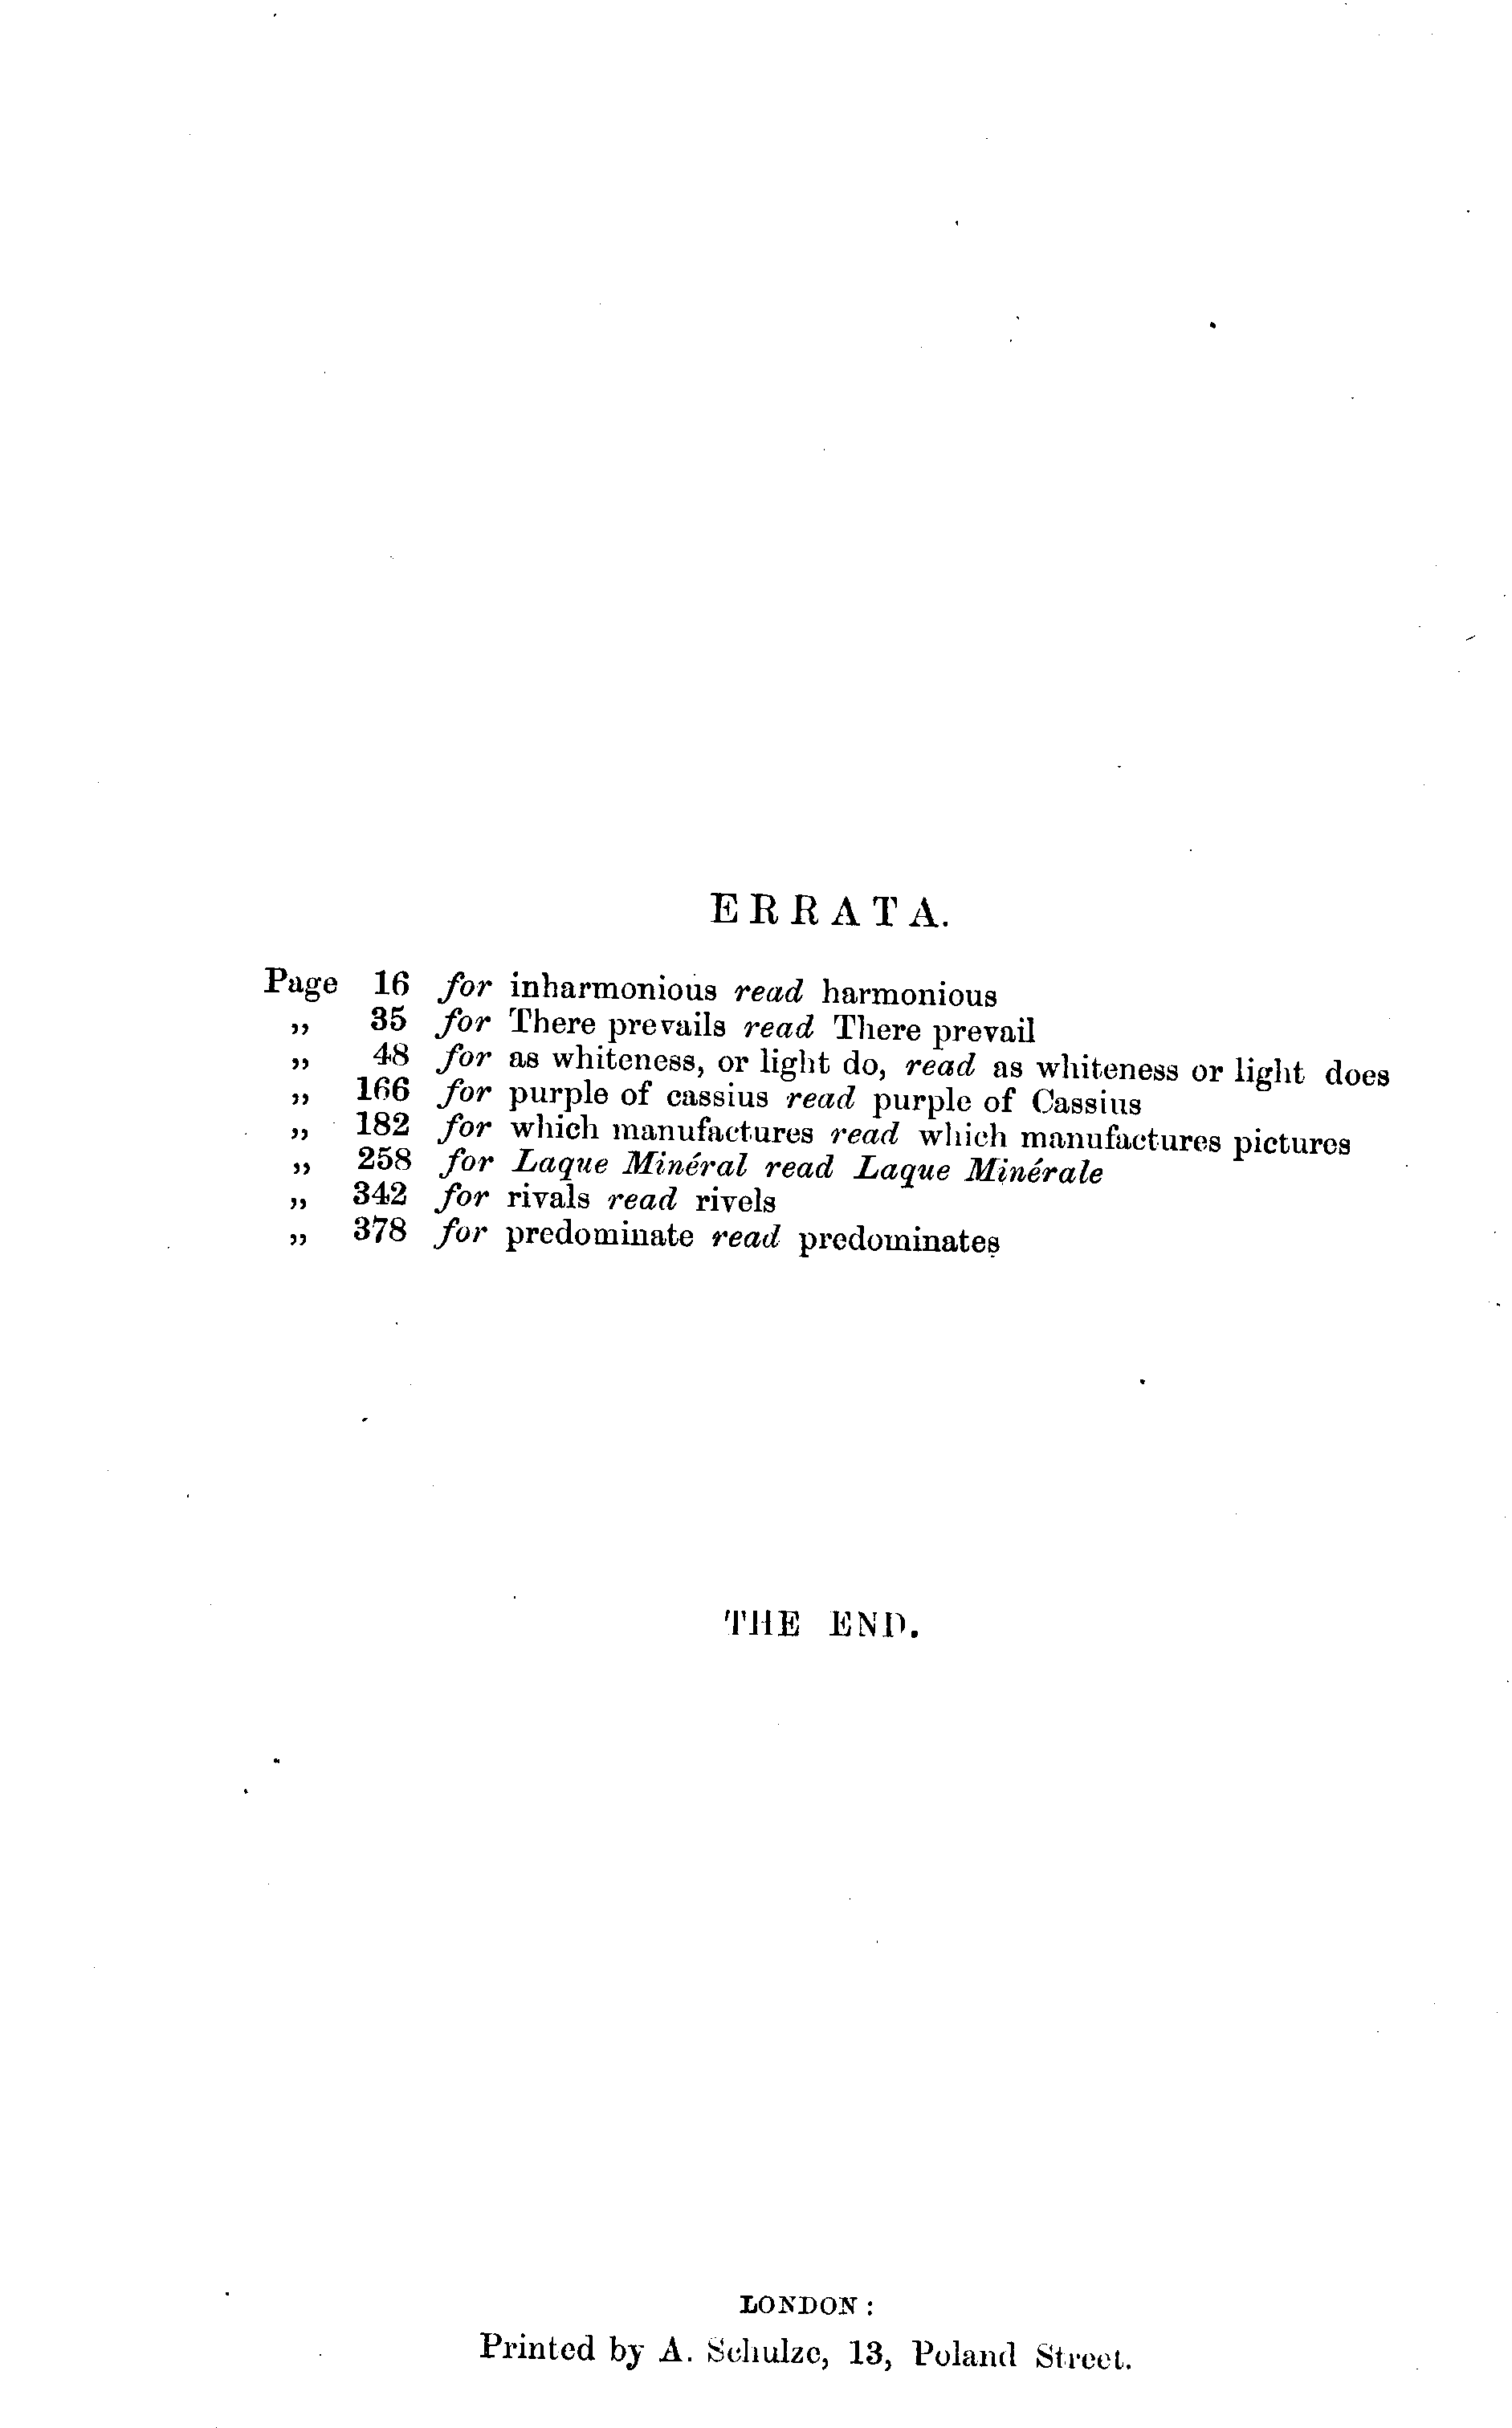 ERRATA.
Page 16 for inharmonious read harmonious
„ 35 for There prevails read There prevail
„ 48 for as whiteness, or light do, read as whiteness or light does
„ 166 for purple of cassius read purple of Cassius
„ 182 for which manufactures read which manufactures pictures
„ 258 for Laque Minéral read Laque Minérale
„ 342 for rivals read rivels
„ 378 for predominate read predominates
THE END.
LONDON:
Printed by A. Schulze, 13, Poland Street.